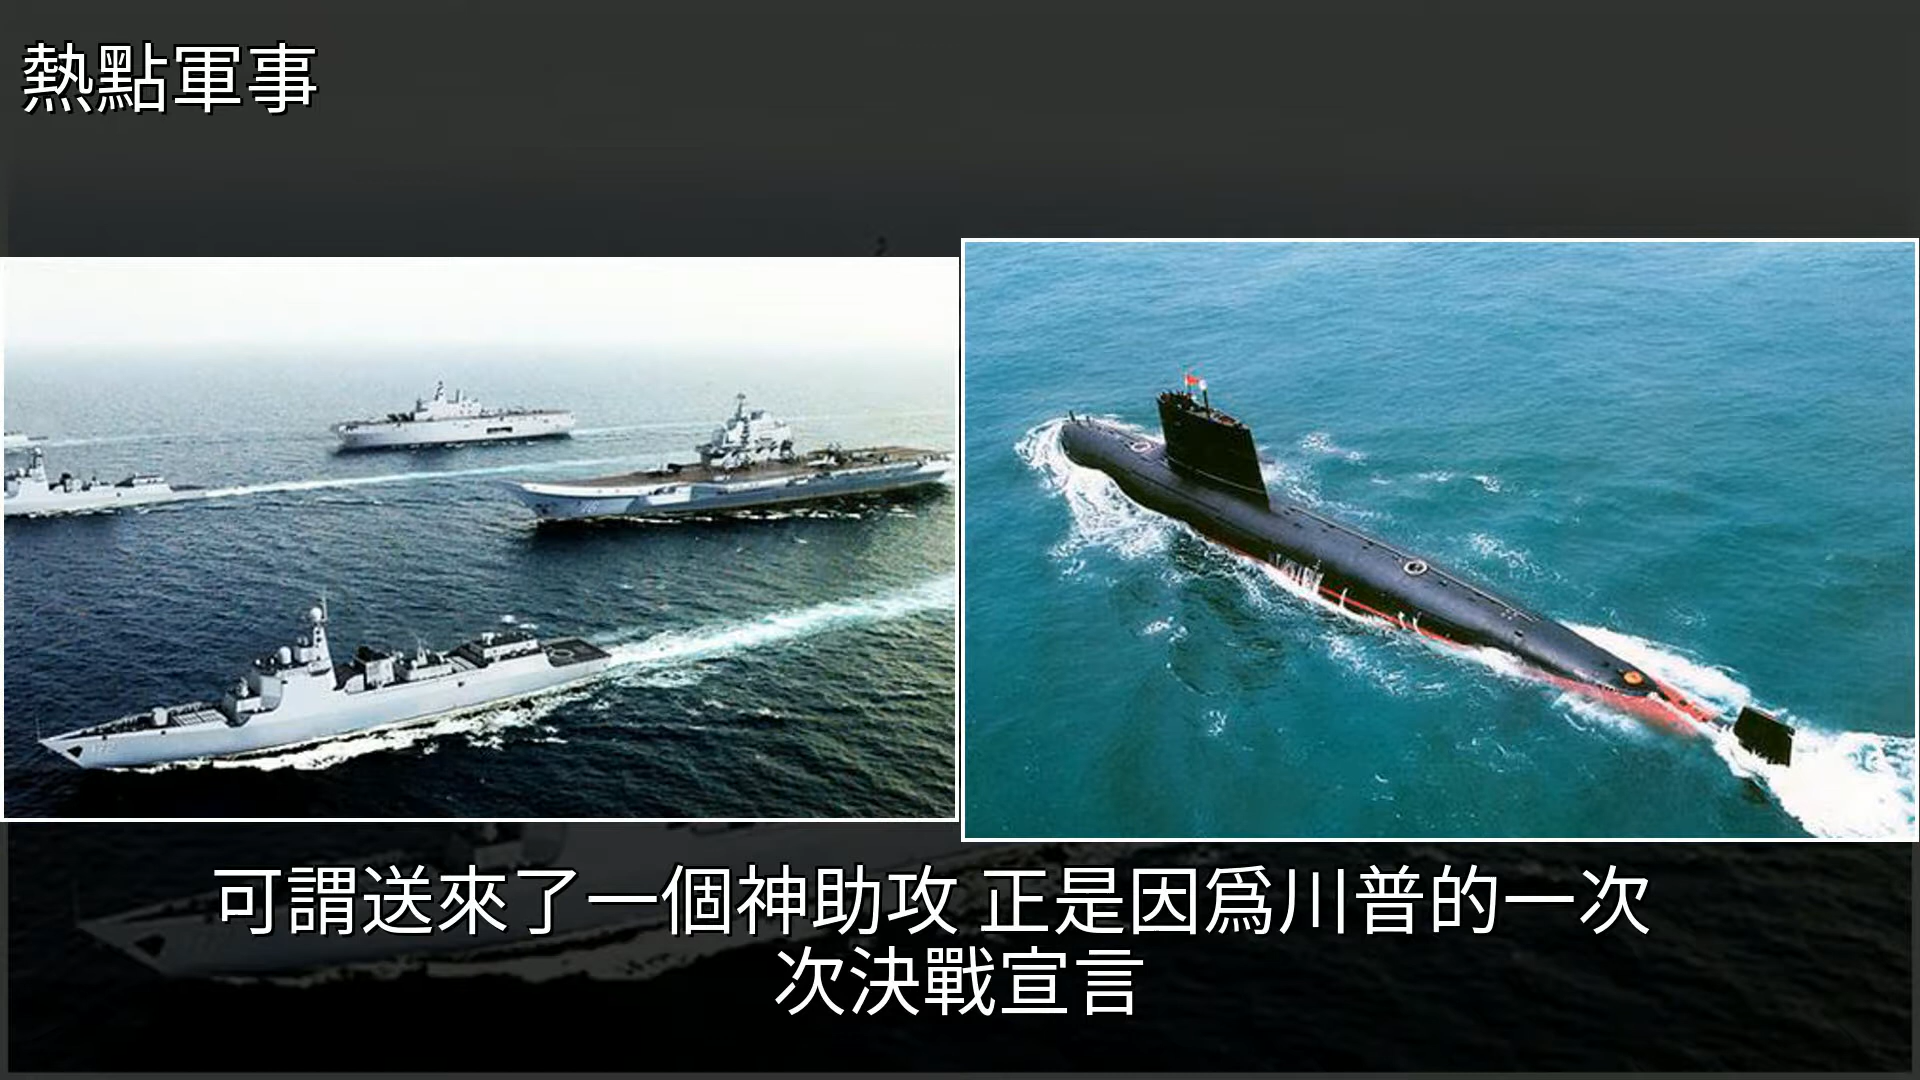 熱點軍事
可謂送來了一個神助攻 正是因爲川普的一次
次決戰宣言